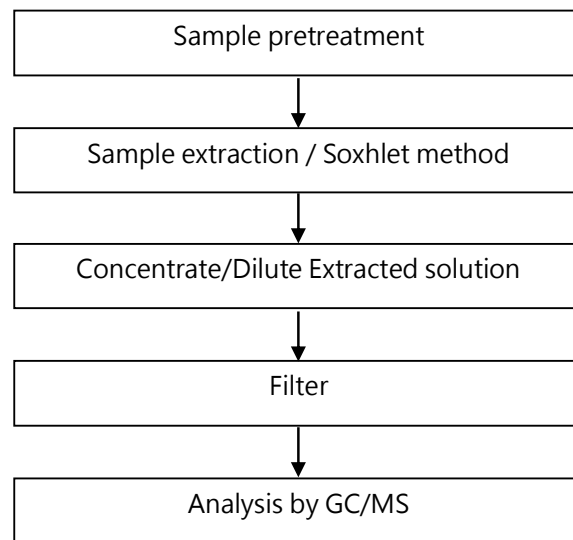 Sample pretreatment
Sample extraction / Soxhlet method
Concentrate/Dilute Extracted solution
Filter
Analysis by GC/MS